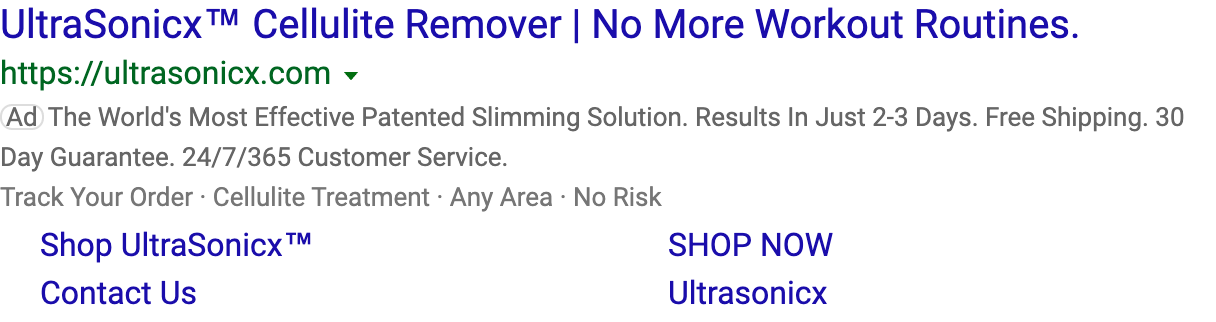 UltraSonicx™ Cellulite Remover | No More Workout Routines.
https://ultrasonicx.com
Ad The World's Most Effective Patented Slimming Solution. Results In Just 2-3 Days. Free Shipping. 30
Day Guarantee. 24/7/365 Customer Service.
Track Your Order · Cellulite Treatment · Any Area · No Risk
Shop UltraSonicx™ SHOP NOW
Contact Us Ultrasonicx